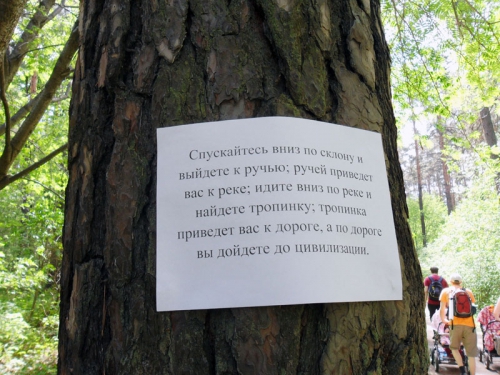 Спускайтесь вниз по склону и
выйдете к ручью; ручей приведет
вас к реке; идите вниз по реке и
найдете тропинку; тропинка
приведет вас к дороге, а по дороге
вы дойдете до цивилизации.